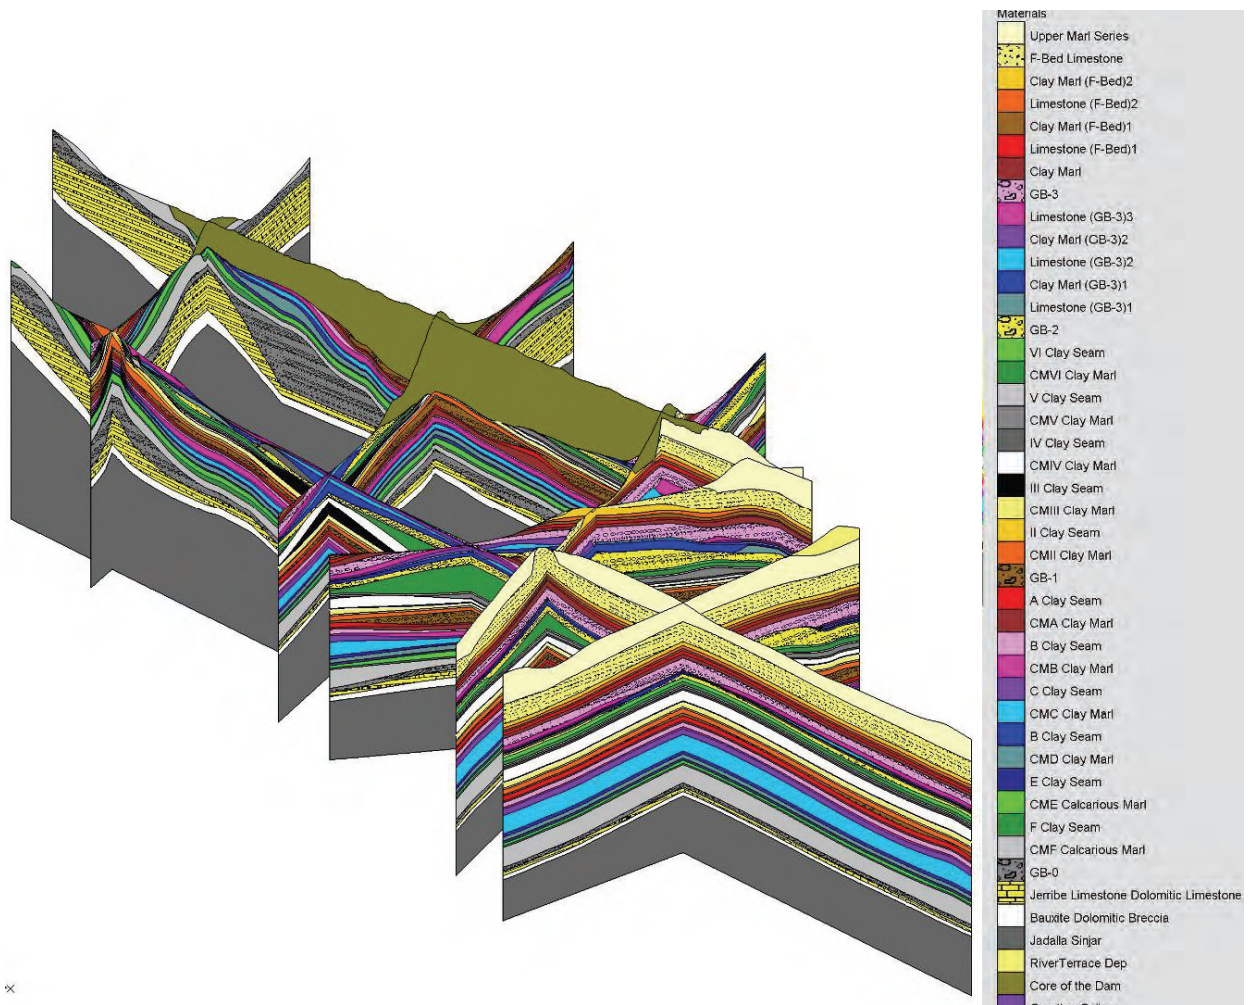 Materials
Upper Marl Series
F-Bed Limestone
Clay Marl (F-Bed)2
Limestone (F-Bed)2
Clay Marl (F-Bed)1
Limestone (F-Bed)1
Clay Marl
GB-3
Limestone (GB-3)3
Clay Marl (GB-3)2
Limestone (GB-3)2
Clay Marl (GB-3)1
Limestone (GB-3)1
GB-2
VI Clay Seam
CMVI Clay Marl
V Clay Seam
CMV Clay Marl
IV Clay Seam
CMIV Clay Marl
III Clay Seam
CMIII Clay Marl
II Clay Seam
CMII Clay Marl
GB-1
A Clay Seam
CMA Clay Marl
B Clay Seam
CMB Clay Marl
C Clay Seam
CMC Clay Marl
B Clay Seam
CMD Clay Marl
E Clay Seam
CME Calcarious Marl
F Clay Seam
CMF Calcarious Marl
GB-0
Jerribe Limestone Dolomitic Limestone
Bauxite Dolomitic Breccia
Jadalla Sinjar
RiverTerrace Dep
Core of the Dam